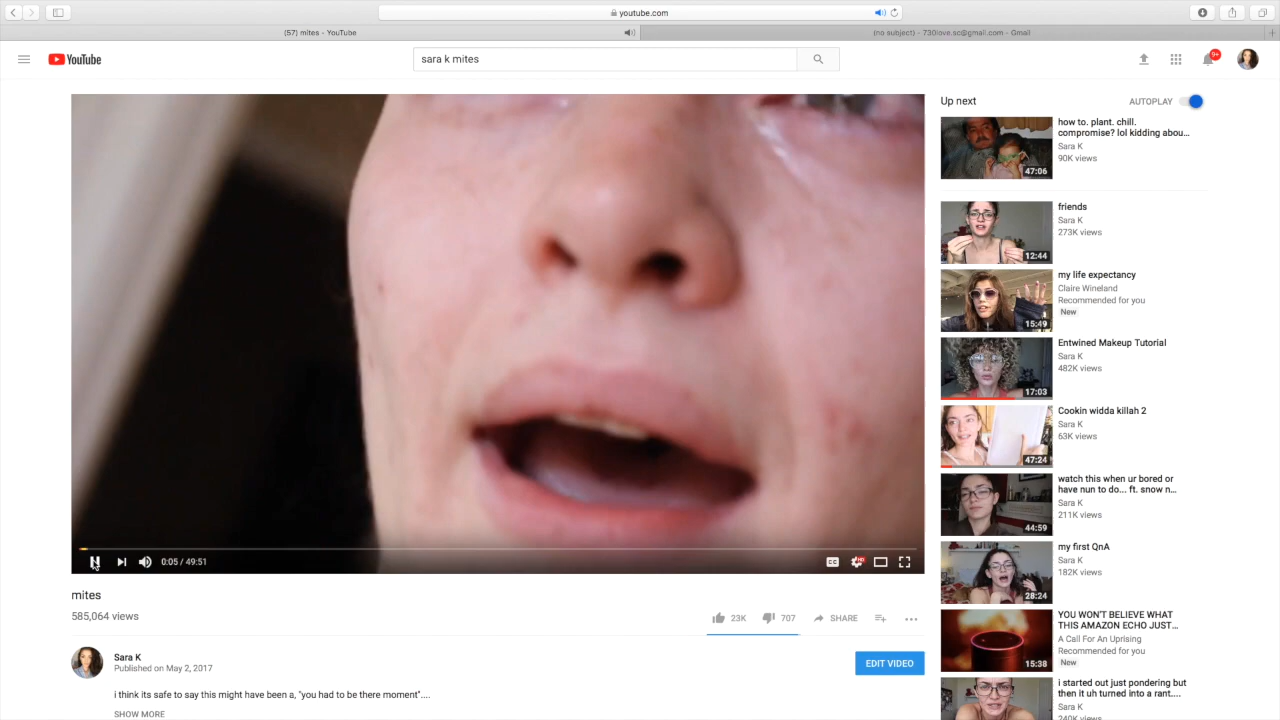 youtube.com
(57) mites - YouTube
(no subject) - 730love.sc@gmail.com - Gmail
YouTube
sara k mites
9+
Up next
AUTOPLAY
how to. plant. chill.
compromise? lol kidding abou...
Sara K
90K views
47:06
friends
Sara K
273K views
12:44
my life expectancy
Claire Wineland
Recommended for you
New
15:49
Entwined Makeup Tutorial
Sara K
482K views
17:03
Cookin widda killah 2
Sara K
63K views
47:24
watch this when ur bored or
have nun to do... ft. snow n...
Sara K
211K views
44:59
my first QnA
Sara K
182K views
28:24
YOU WON'T BELIEVE WHAT
THIS AMAZON ECHO JUST...
A Call For An Uprising
Recommended for you
New
15:38
i started out just pondering but
then it uh turned into a rant....
Sara K
240K views
0:05 / 49:51
CC
HD
mites
585,064 views
23K
707
SHARE
Sara K
Published on May 2, 2017
EDIT VIDEO
i think its safe to say this might have been a, "you had to be there moment"....
SHOW MORE